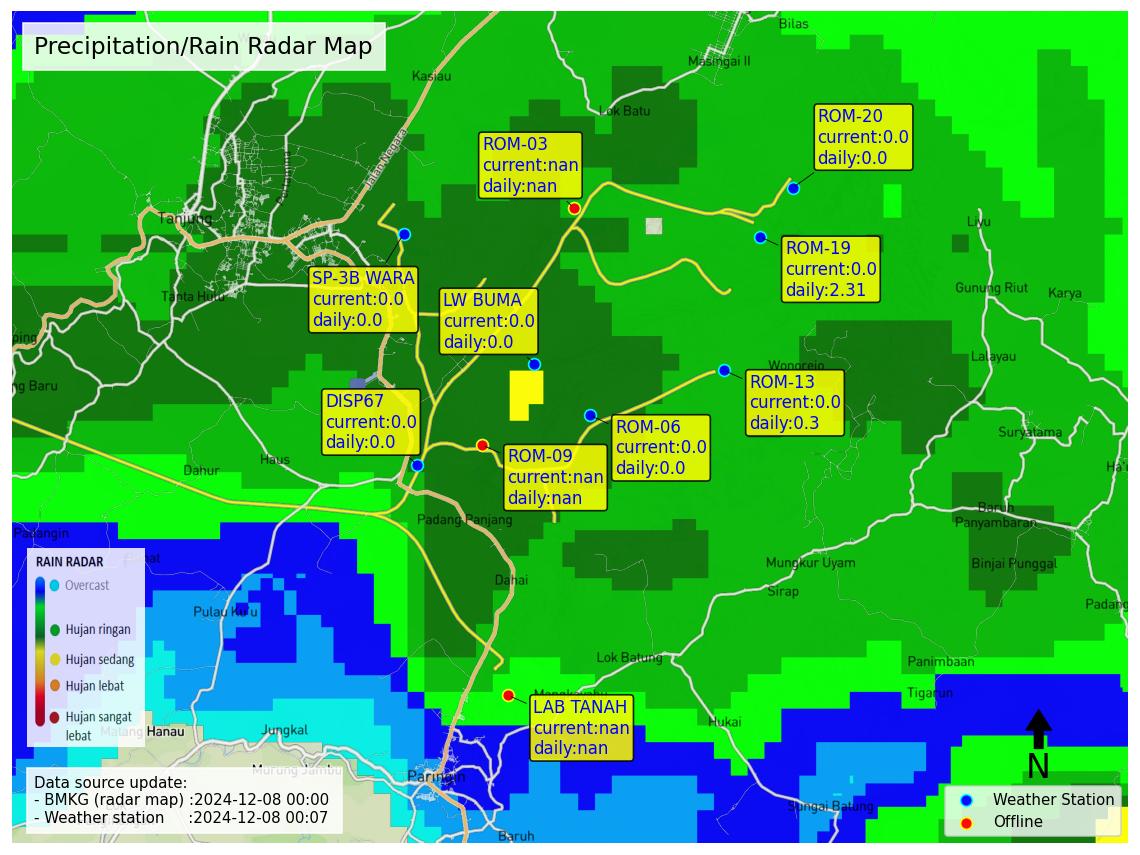 Precipitation/Rain Radar Map
Bilas
Masingai II
Kasiau
Lok Batu
Jalan Negara
ROM-20
current:0.0
daily:0.0
ROM-03
current:nan
daily:nan
Tanjung
Liyu
ROM-19
current:0.0
daily:2.31
SP-3B WARA
current:0.0
daily:0.0
Tanta Hulu
LW BUMA
current:0.0
daily:0.0
Gunung Riut
Karya
ping
Lalayau
Wonorejn
ng Baru
ROM-13
current:0.0
daily:0.3
DISP67
current:0.0
daily:0.0
ROM-06
current:0.0
daily:0.0
Suryatama
ROM-09
current:nan
daily:nan
Haus
Dahur
Baruh
Panyambaran
Padang Panjang
Padangin
Mungkur Uyam
Binjai Punggal
Dahai
Sirap
Padang
RAIN RADAR
Overcast
Hujan ringan
Hujan sedang
Hujan lebat
Hujan sangat
lebat
Lok Batung
Panimbaan
Tigarun
LAB TANAH
current:nan
daily:nan
Hukai
Manau
Jungkal
Murung Jambu
Paringin
Sungai Batung
Baruh
N
Data source update:
- BMKG (radar map) :2024-12-08 00:00
- Weather station :2024-12-08 00:07
Weather Station
Offline